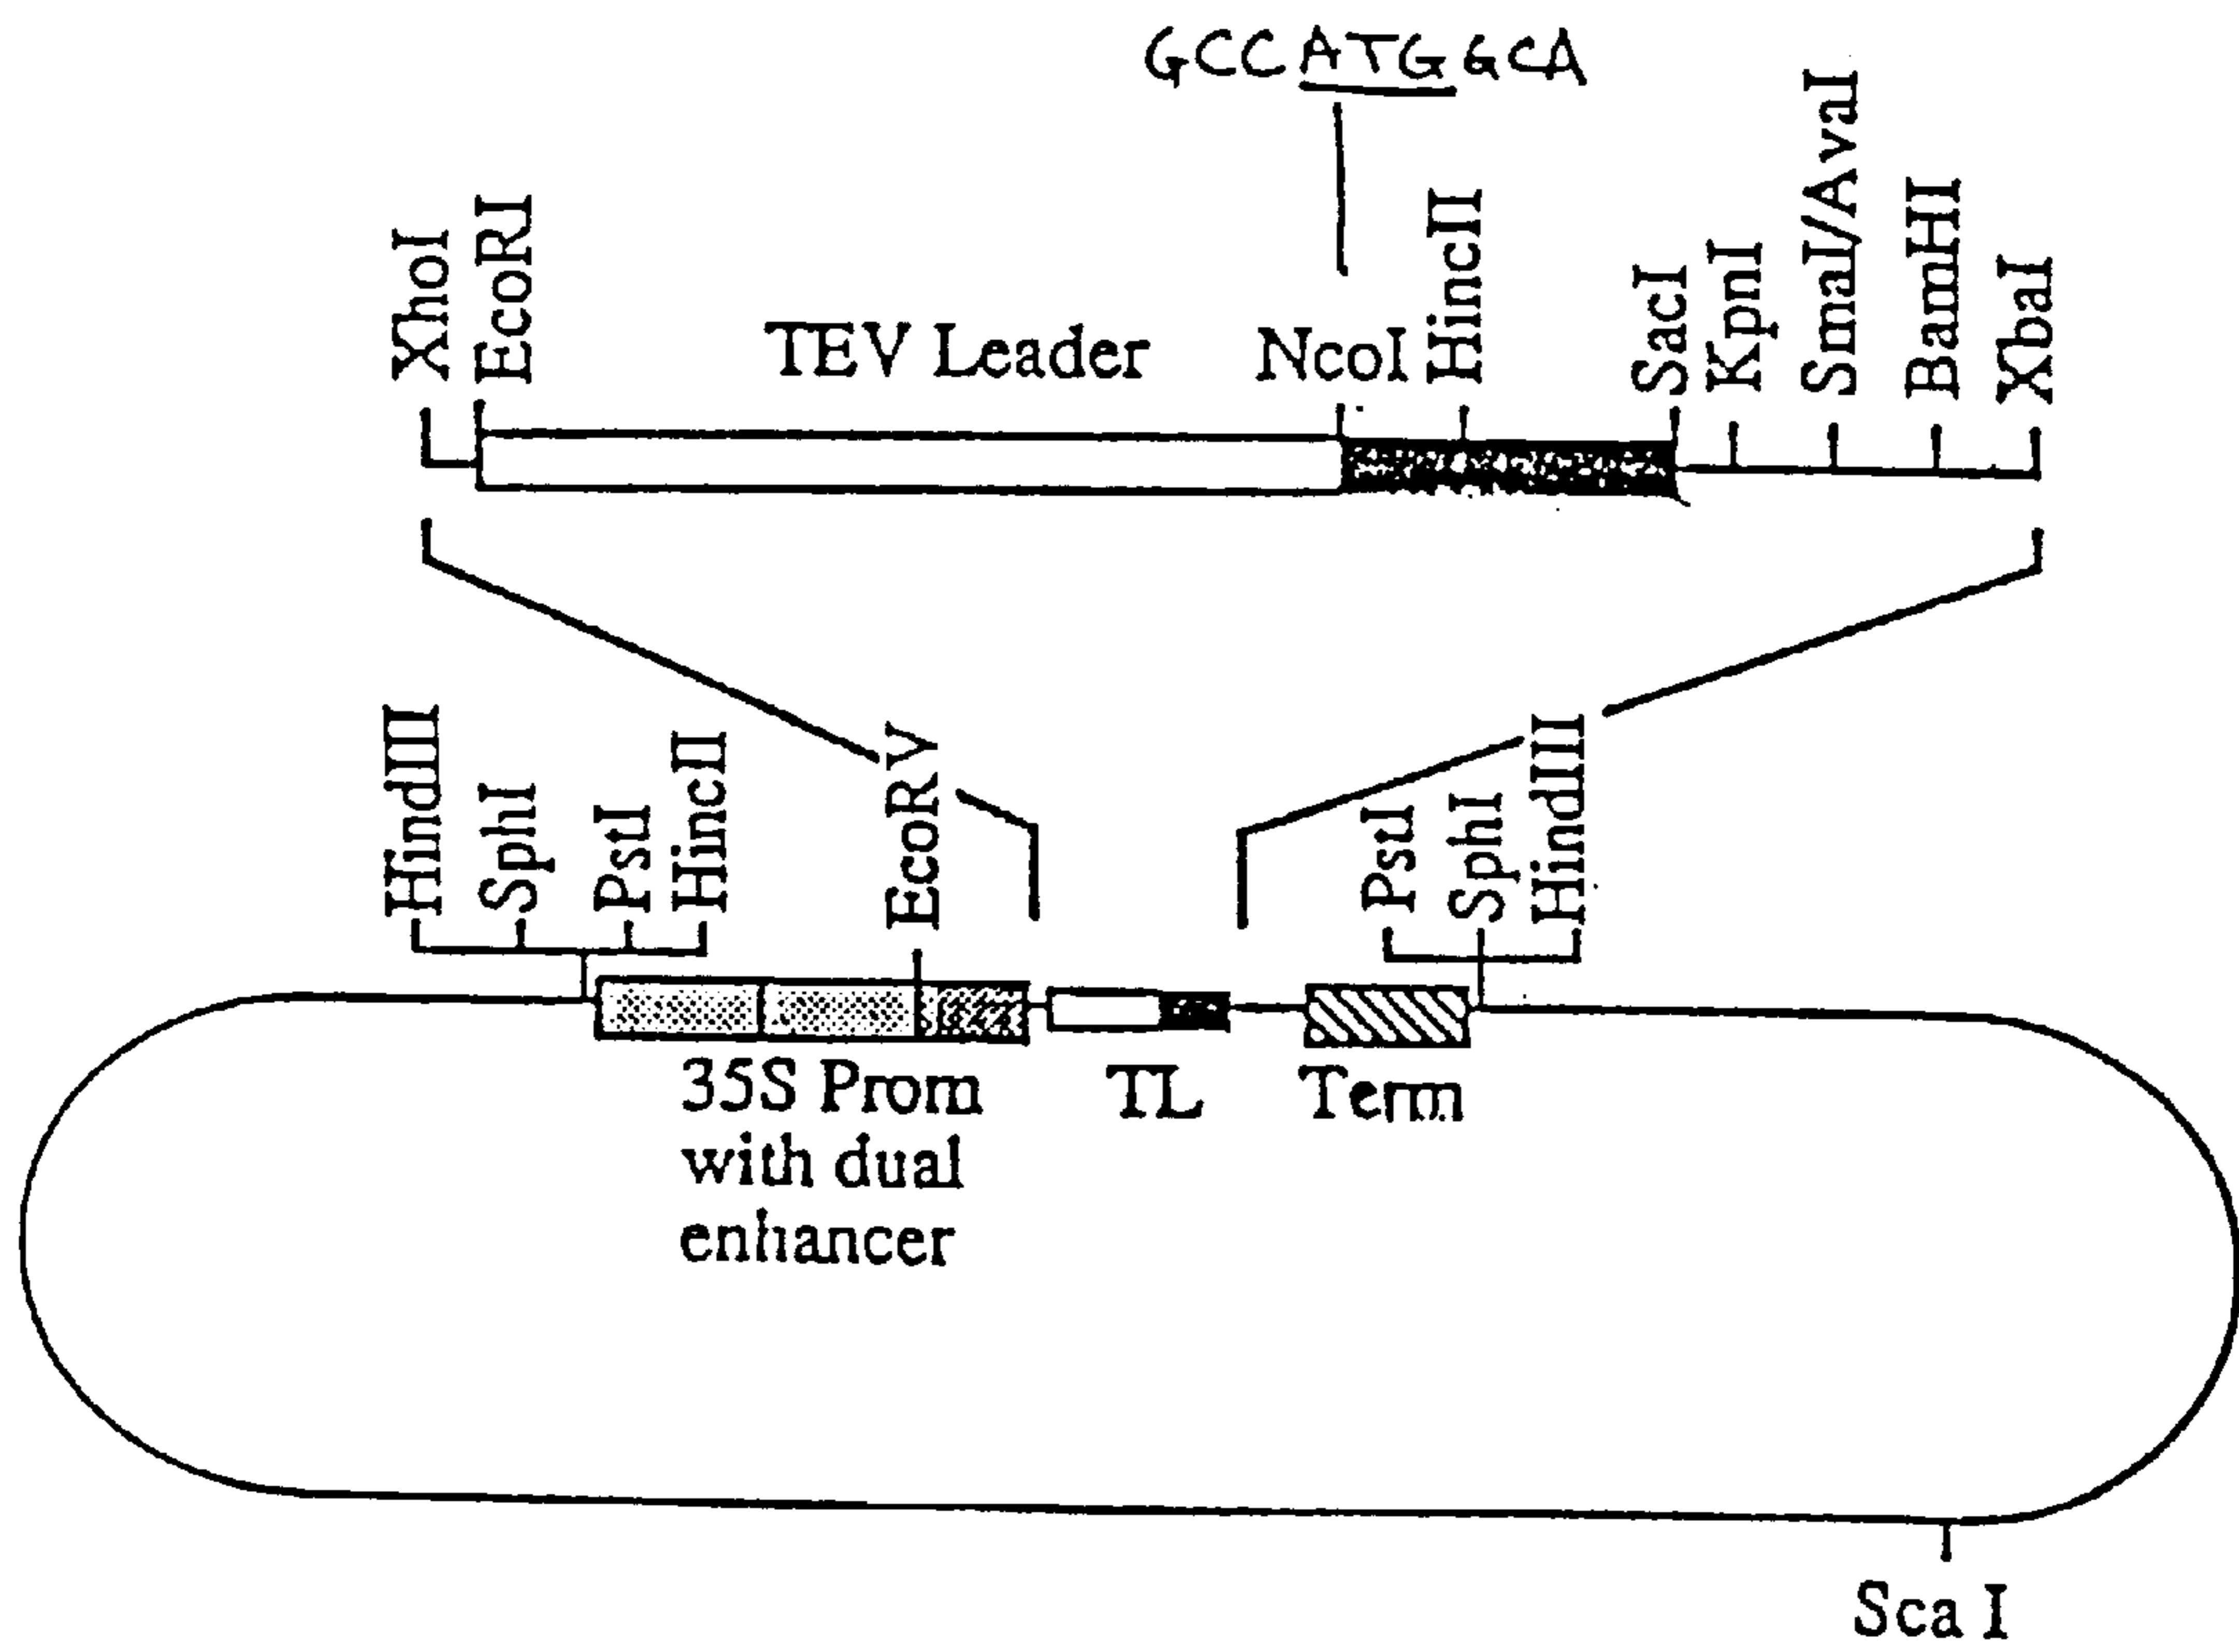 GCCATGGCA
XhoI
EcoRI
TEV Leader
NcoI
HincII
SacI
KpnI
SmaI/AvaI
BamHI
XbaI
HindIII
SphI
PstI
HincII
EcoRV
PstI
SphI
HindIII
35S Prom
with dual
enhancer
TL
Term
Sca I